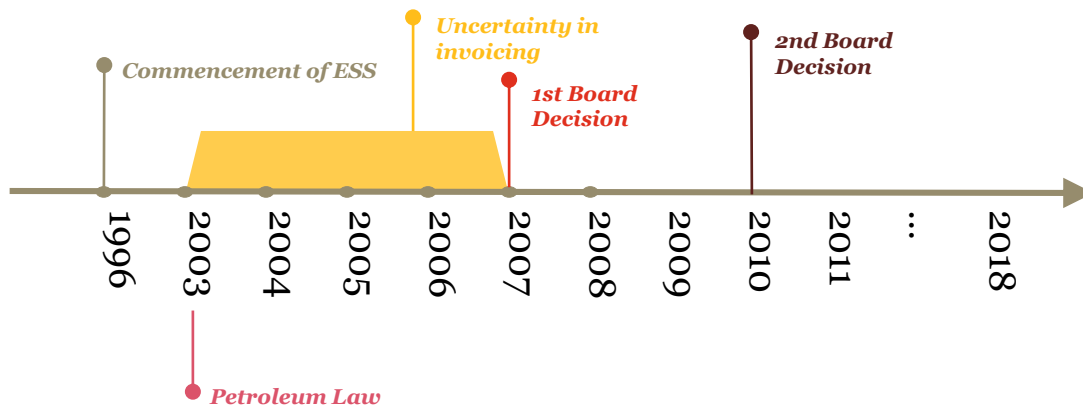 Uncertainty in
invoicing
2nd Board
Decision
Commencement of ESS
1st Board
Decision
1996
2003
2004
2005
2006
2007
2008
2009
2010
2011
...
2018
Petroleum Law